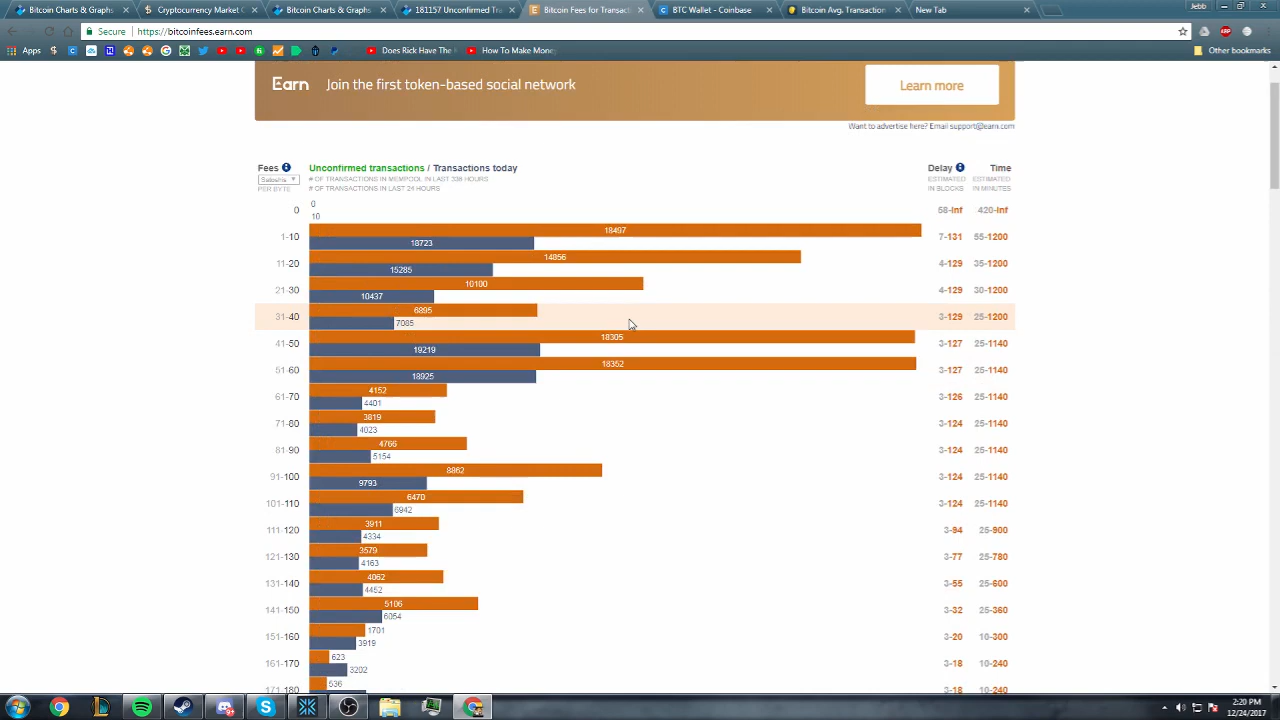 Bitcoin Charts & Graphs
Cryptocurrency Market C
Bitcoin Charts & Graphs
181157 Unconfirmed Tra
Bitcoin Fees for Transact
BTC Wallet - Coinbase
Bitcoin Avg. Transaction
New Tab
Jebb
Secure
https://bitcoinfees.earn.com
Apps
Does Rick Have The
How To Make Mone
Other bookmarks
Earn Join the first token-based social network
Learn more
Want to advertise here? Email support@earn.com
Fees Unconfirmed transactions / Transactions today Delay Time
Satoshis # OF TRANSACTIONS IN MEMPOOL IN LAST 336 HOURS ESTIMATED ESTIMATED
PER BYTE # OF TRANSACTIONS IN LAST 24 HOURS IN BLOCKS IN MINUTES
0
0 58-Inf 420-Inf
10
18497
1-10 7-131 55-1200
18723
14856
11-20 4-129 35-1200
15285
10100
21-30 4-129 30-1200
10437
6895
31-40 3-129 25-1200
7085
18305
41-50 3-127 25-1140
19219
18352
51-60 3-127 25-1140
18925
4152
61-70 3-126 25-1140
4401
3819
71-80 3-124 25-1140
4023
4766
81-90 3-124 25-1140
5154
8862
91-100 3-124 25-1140
9793
6470
101-110 3-124 25-1140
6942
3911
111-120 3-94 25-900
4334
3579
121-130 3-77 25-780
4163
4062
131-140 3-55 25-600
4452
5106
141-150 3-32 25-360
6054
1701
151-160 3-20 10-300
3919
623
161-170 3-18 10-240
3202
536
171-180 3-18 10-240
2:20 PM
12/24/2017